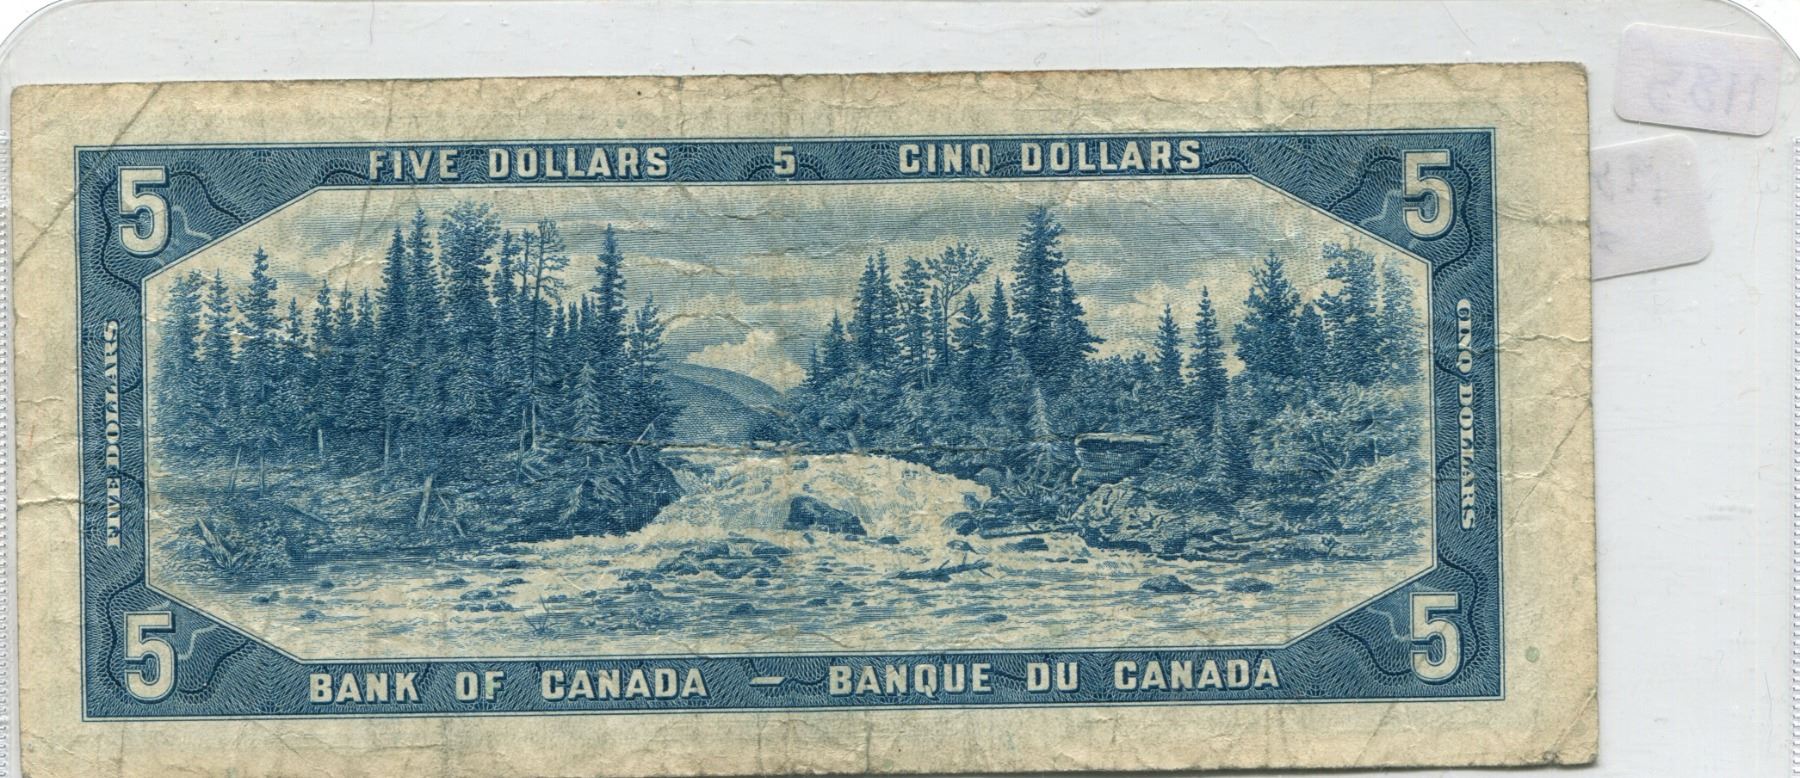 FIVE DOLLARS 5 CINQ DOLLARS
5 5
FIVE DOLLARS
CINQ DOLLARS
5 5
BANK OF CANADA — BANQUE DU CANADA